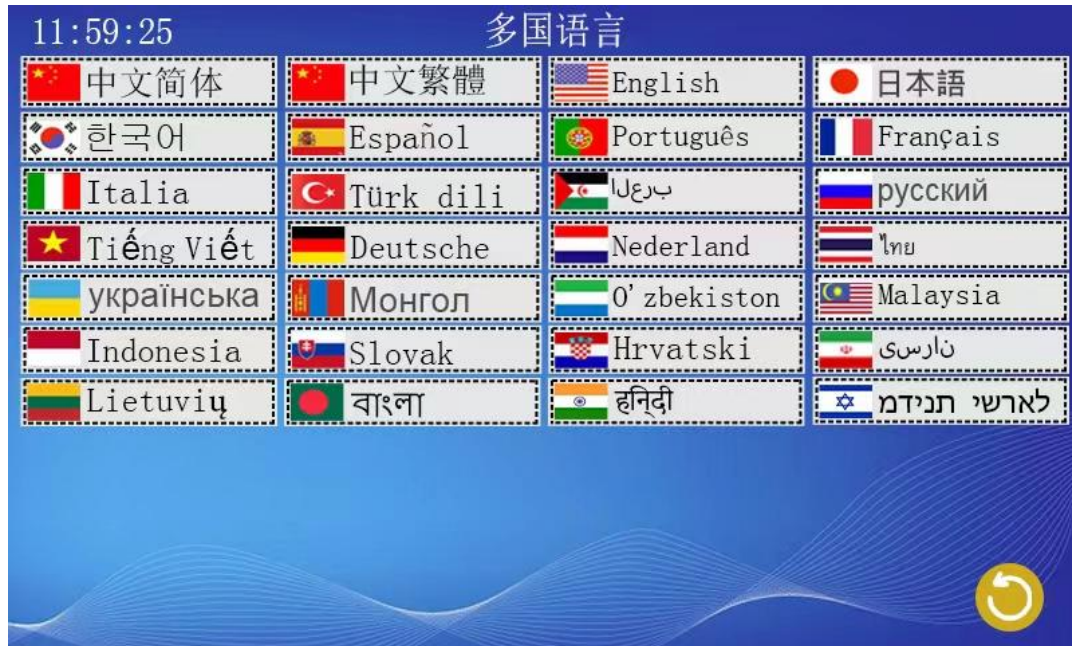 11:59:25
多国语言
中文简体
中文繁體
English
日本語
한국어
Español
Português
Français
Italia
Türk dili
برعلا
русский
Tiếng Viết
Deutsche
Nederland
ไทย
українська
Монгол
O'zbekiston
Malaysia
Indonesia
Slovak
Hrvatski
نارسی
Lietuvių
বাংলা
हनि्दी
לארשי תנידמ